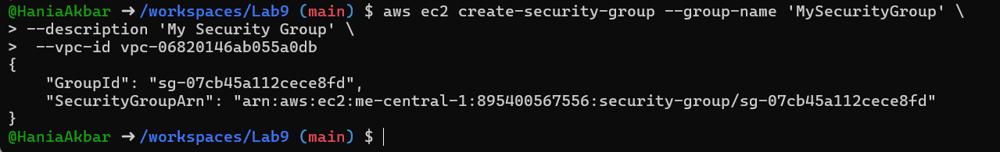 @HaniaAkbar → /workspaces/Lab9 (main) $ aws ec2 create-security-group --group-name 'MySecurityGroup' \
> --description 'My Security Group' \
>  --vpc-id vpc-06820146ab055a0db
{
    "GroupId": "sg-07cb45a112cece8fd",
    "SecurityGroupArn": "arn:aws:ec2:me-central-1:895400567556:security-group/sg-07cb45a112cece8fd"
}
@HaniaAkbar → /workspaces/Lab9 (main) $